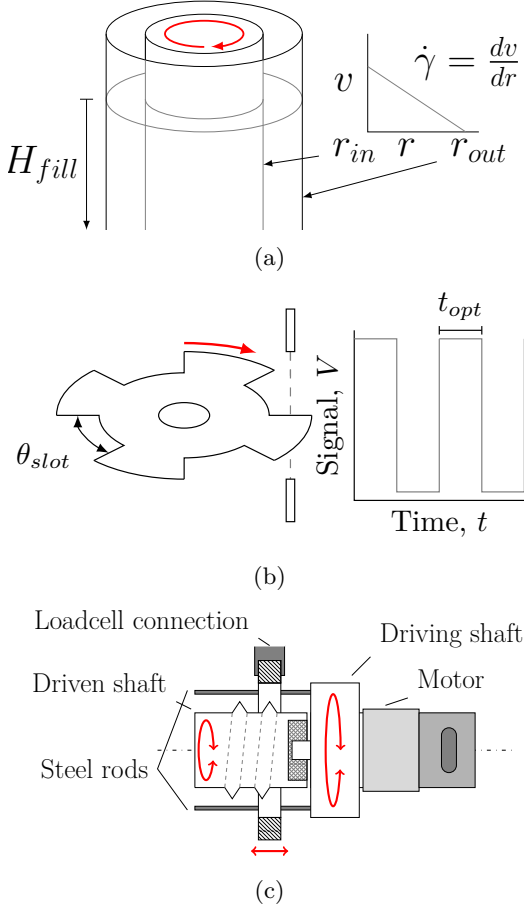 v
γ̇ = dv/dr
H_fill
r_in r r_out
(a)
t_opt
θ_slot
Signal, V
Time, t
(b)
Loadcell connection
Driving shaft
Driven shaft
Motor
Steel rods
(c)